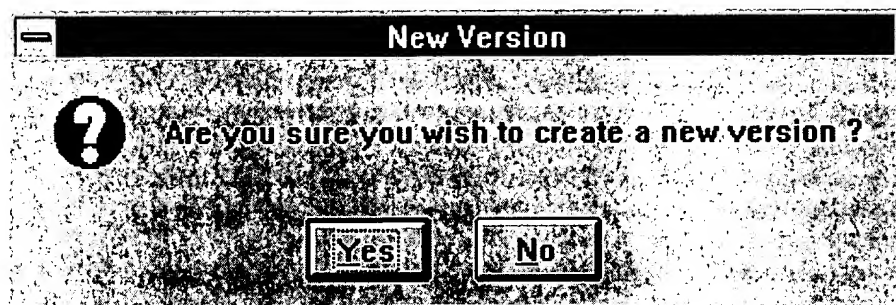 New Version
Are you sure you wish to create a new version ?
Yes
No